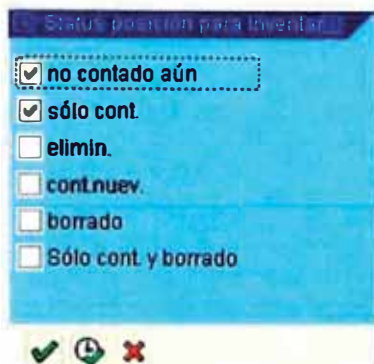 Status posición para Inventar...
no contado aún
sólo cont.
elimin.
cont.nuev.
borrado
Sólo cont. y borrado